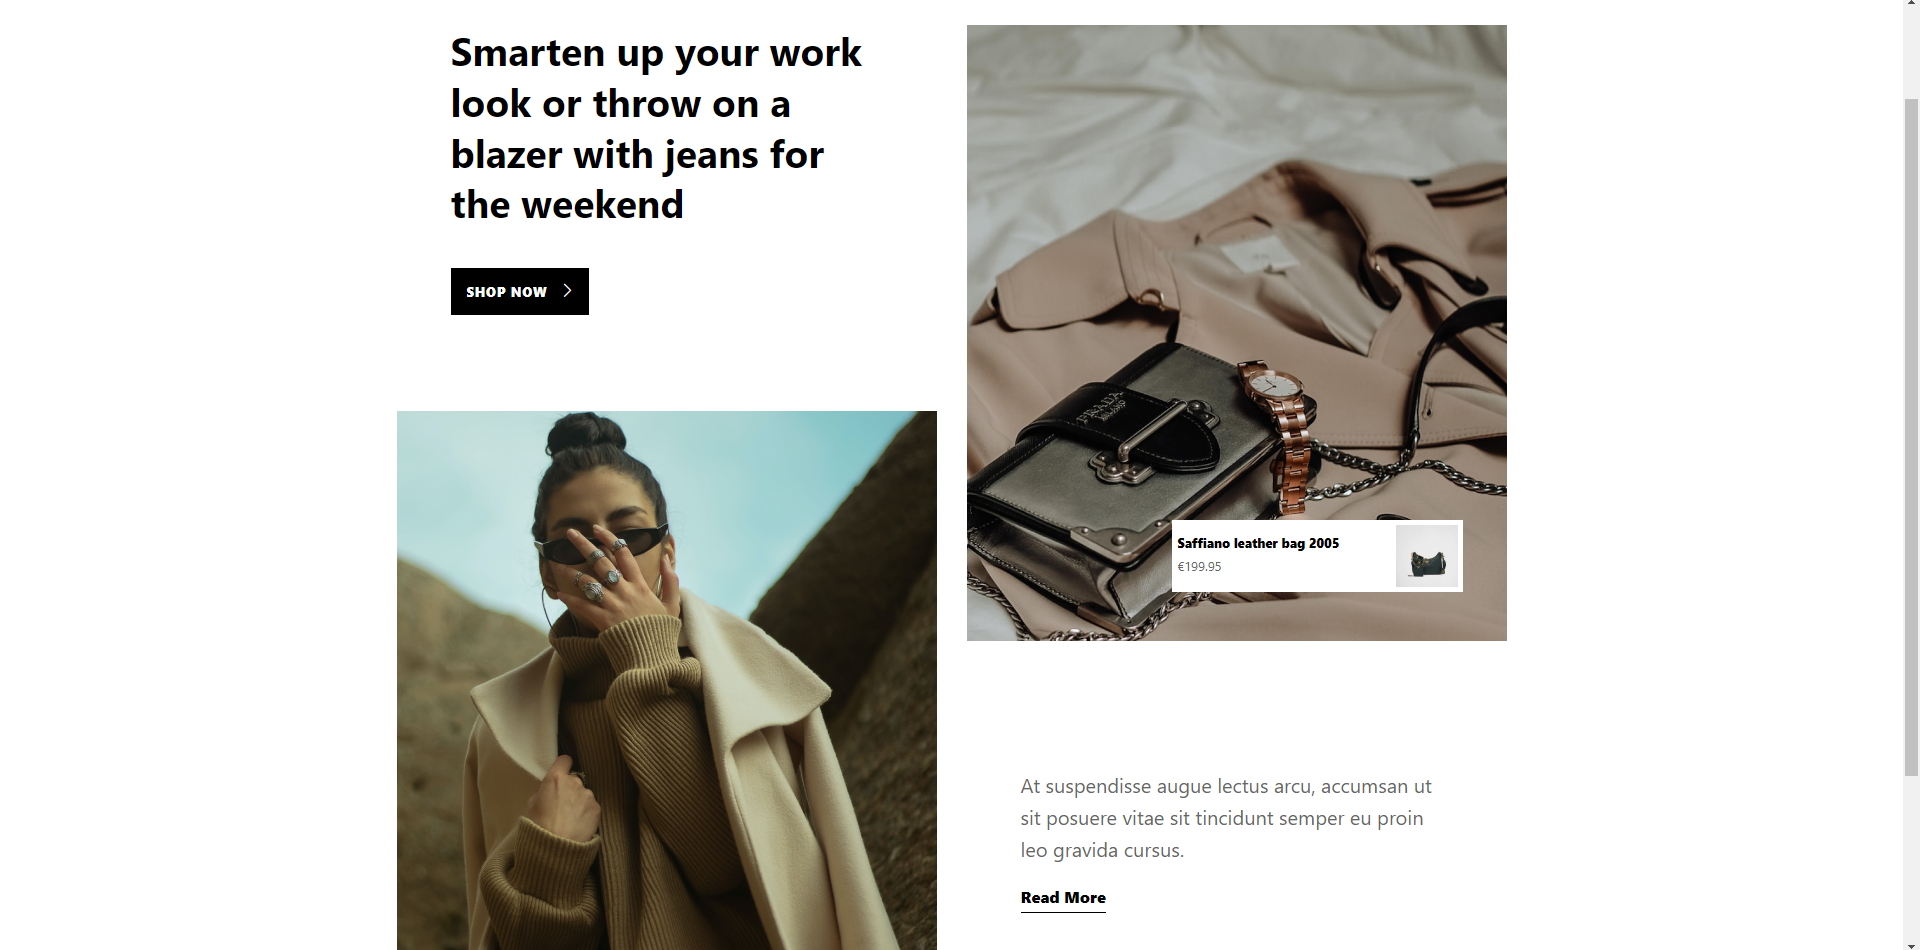 Smarten up your work
look or throw on a
blazer with jeans for
the weekend
SHOP NOW
PRADA
MILANO
Saffiano leather bag 2005
€199.95
At suspendisse augue lectus arcu, accumsan ut
sit posuere vitae sit tincidunt semper eu proin
leo gravida cursus.
Read More